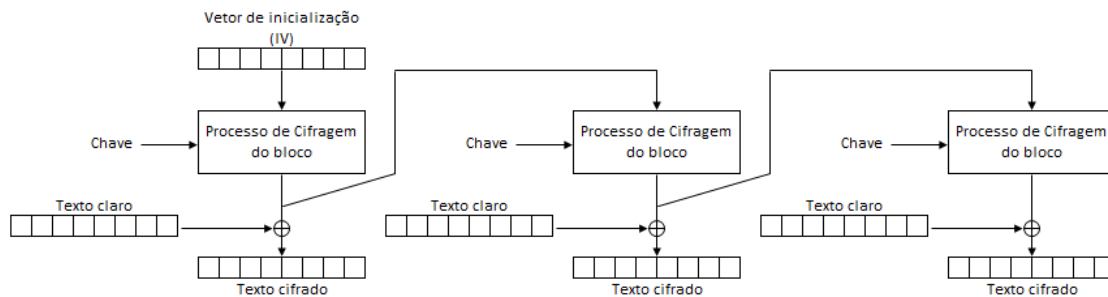 Vetor de inicialização
(IV)
Chave
Processo de Cifragem
do bloco
Texto claro
Texto cifrado
Chave
Processo de Cifragem
do bloco
Texto claro
Texto cifrado
Chave
Processo de Cifragem
do bloco
Texto claro
Texto cifrado